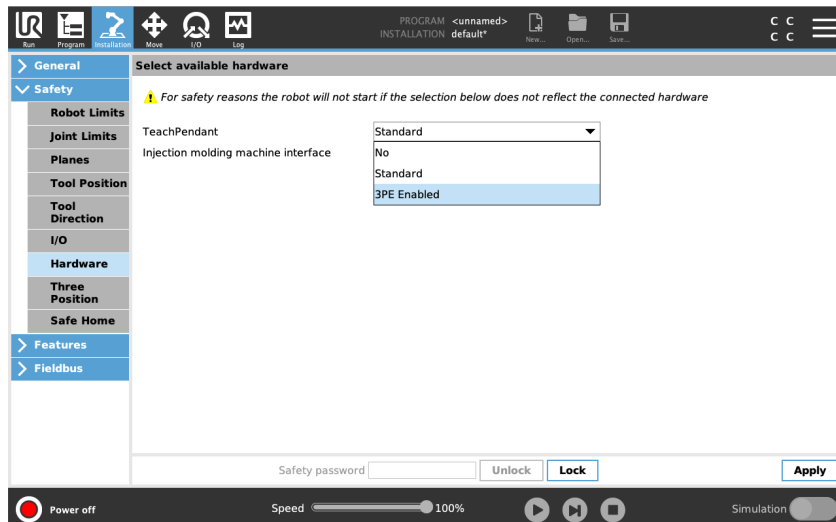 UR
PROGRAM <unnamed>
INSTALLATION default*
C C
C C
Run Program Installation Move I/O Log New... Open... Save...
General
Select available hardware
Safety
For safety reasons the robot will not start if the selection below does not reflect the connected hardware
Robot Limits
Joint Limits
Planes
Tool Position
Tool
Direction
I/O
Hardware
Three
Position
Safe Home
Features
Fieldbus
TeachPendant Standard
Injection molding machine interface
No
Standard
3PE Enabled
Safety password Unlock Lock Apply
Power off Speed 100% Simulation